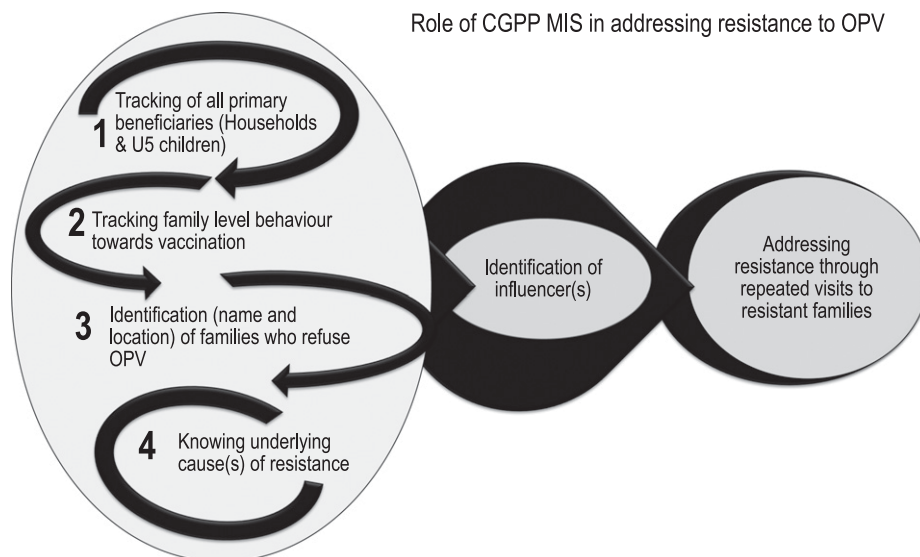 Role of CGPP MIS in addressing resistance to OPV
1
Tracking of all primary
beneficiaries (Households
& U5 children)
2
Tracking family level behaviour
towards vaccination
3
Identification (name and
location) of families who refuse
OPV
4
Knowing underlying
cause(s) of resistance
Identification of
influencer(s)
Addressing
resistance through
repeated visits to
resistant families